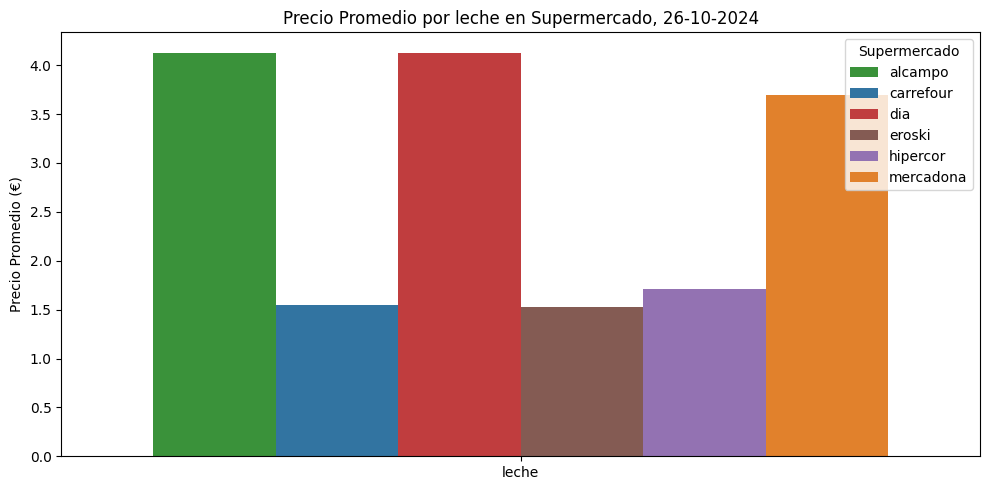 Precio Promedio por leche en Supermercado, 26-10-2024
Supermercado
alcampo
carrefour
dia
eroski
hipercor
mercadona
Precio Promedio (€)
4.0
3.5
3.0
2.5
2.0
1.5
1.0
0.5
0.0
leche